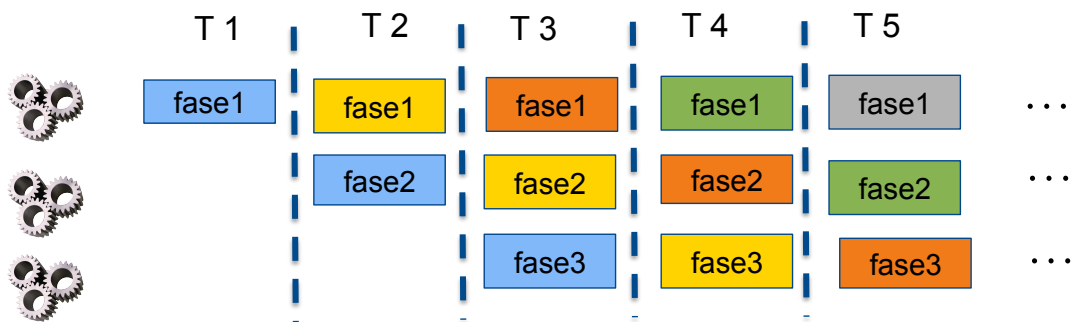 T 1 T 2 T 3 T 4 T 5
fase1 fase1 fase1 fase1 fase1 ...
fase2 fase2 fase2 fase2 ...
fase3 fase3 fase3 ...